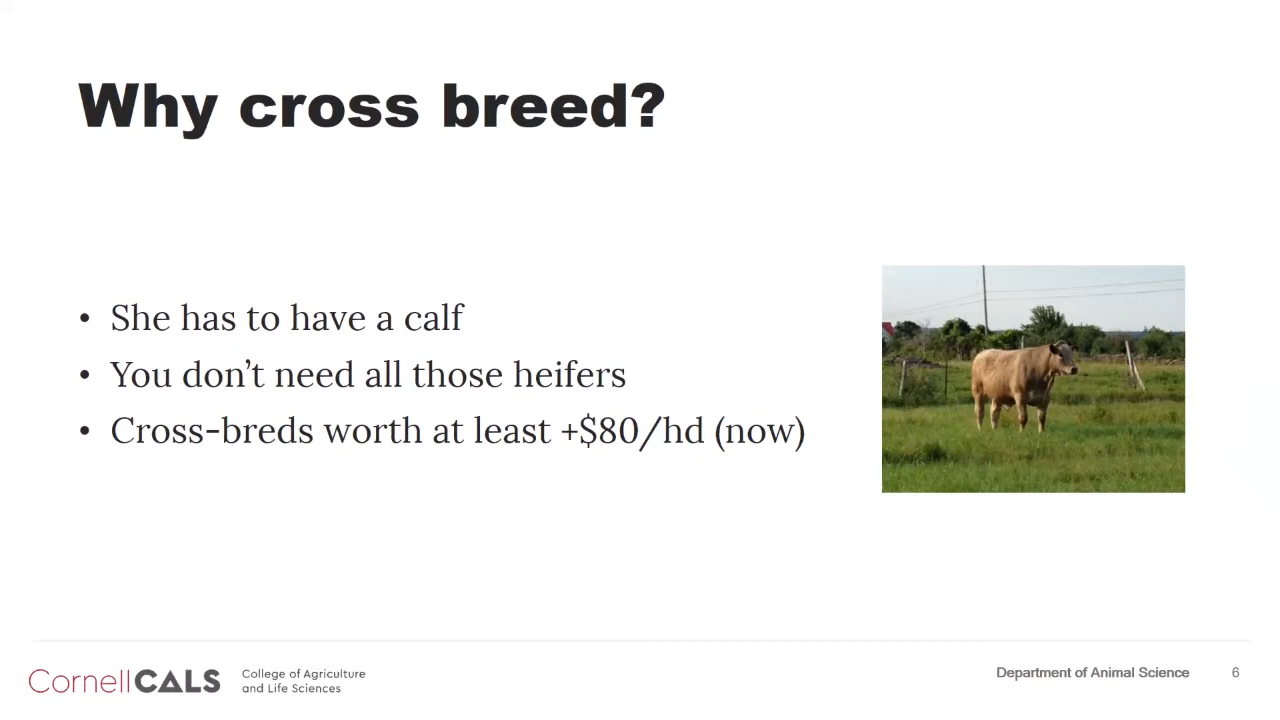 Why cross breed?
• She has to have a calf
• You don’t need all those heifers
• Cross-breds worth at least +$80/hd (now)
CornellCALS
College of Agriculture
and Life Sciences
Department of Animal Science
6